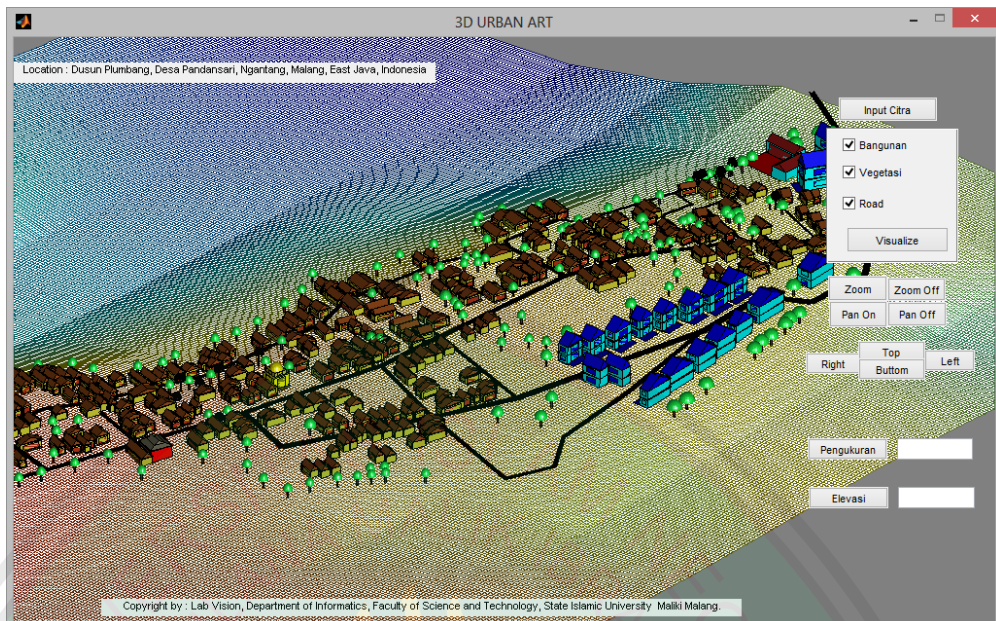 3D URBAN ART
Location : Dusun Plumbang, Desa Pandansari, Ngantang, Malang, East Java, Indonesia
Input Citra
Bangunan
Vegetasi
Road
Visualize
Zoom
Zoom Off
Pan On
Pan Off
Right
Top
Left
Buttom
Pengukuran
Elevasi
Copyright by : Lab Vision, Department of Informatics, Faculty of Science and Technology, State Islamic University Maliki Malang.